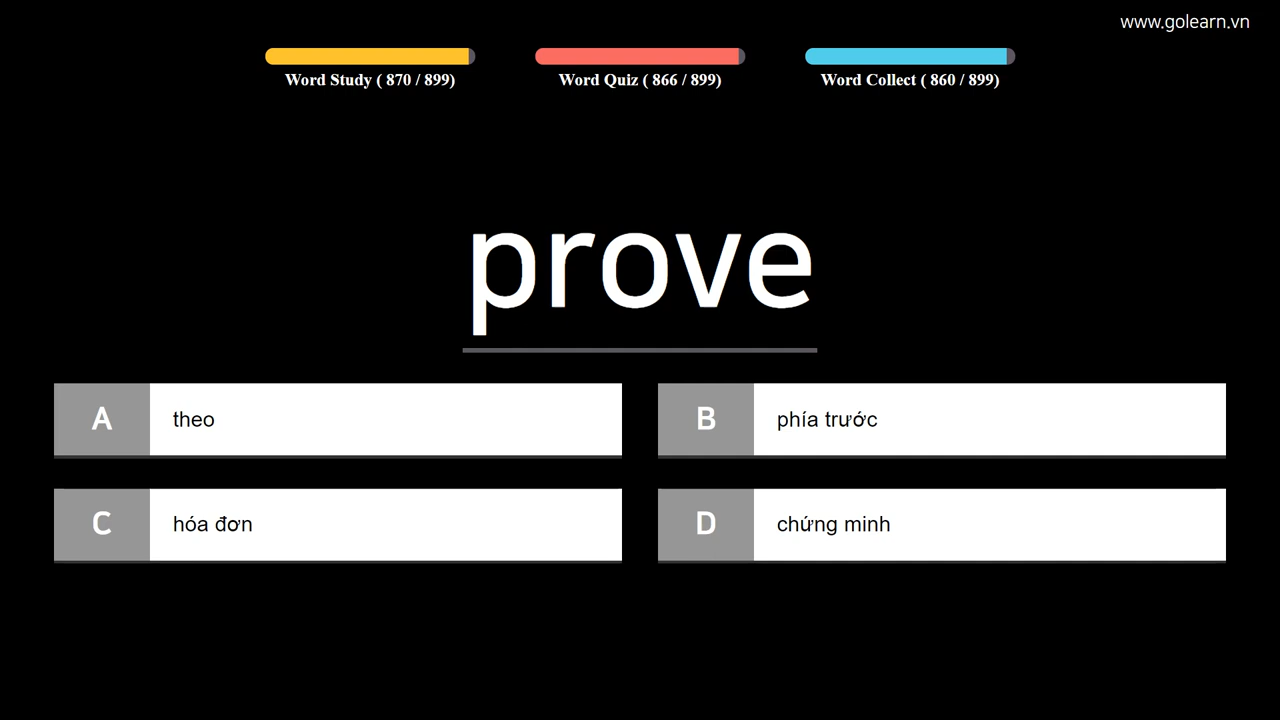 www.golearn.vn
Word Study ( 870 / 899)
Word Quiz ( 866 / 899)
Word Collect ( 860 / 899)
prove
A theo
B phía trước
C hóa đơn
D chứng minh